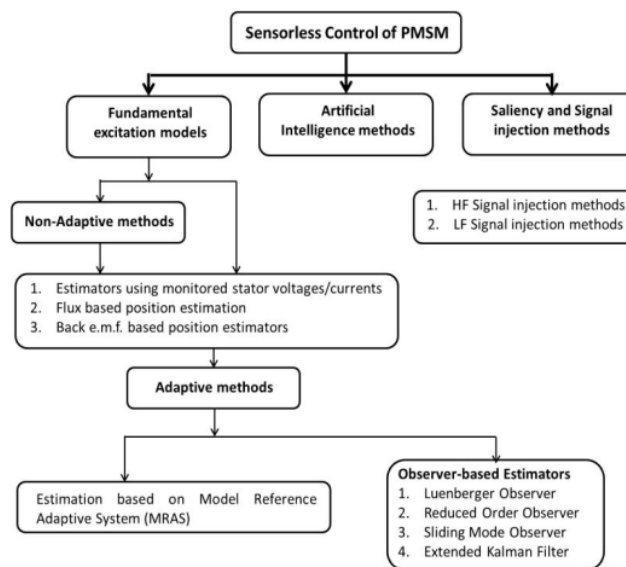 Sensorless Control of PMSM
Fundamental
excitation models
Artificial
Intelligence methods
Saliency and Signal
injection methods
1. HF Signal injection methods
2. LF Signal injection methods
Non-Adaptive methods
1. Estimators using monitored stator voltages/currents
2. Flux based position estimation
3. Back e.m.f. based position estimators
Adaptive methods
Estimation based on Model Reference
Adaptive System (MRAS)
Observer-based Estimators
1. Luenberger Observer
2. Reduced Order Observer
3. Sliding Mode Observer
4. Extended Kalman Filter